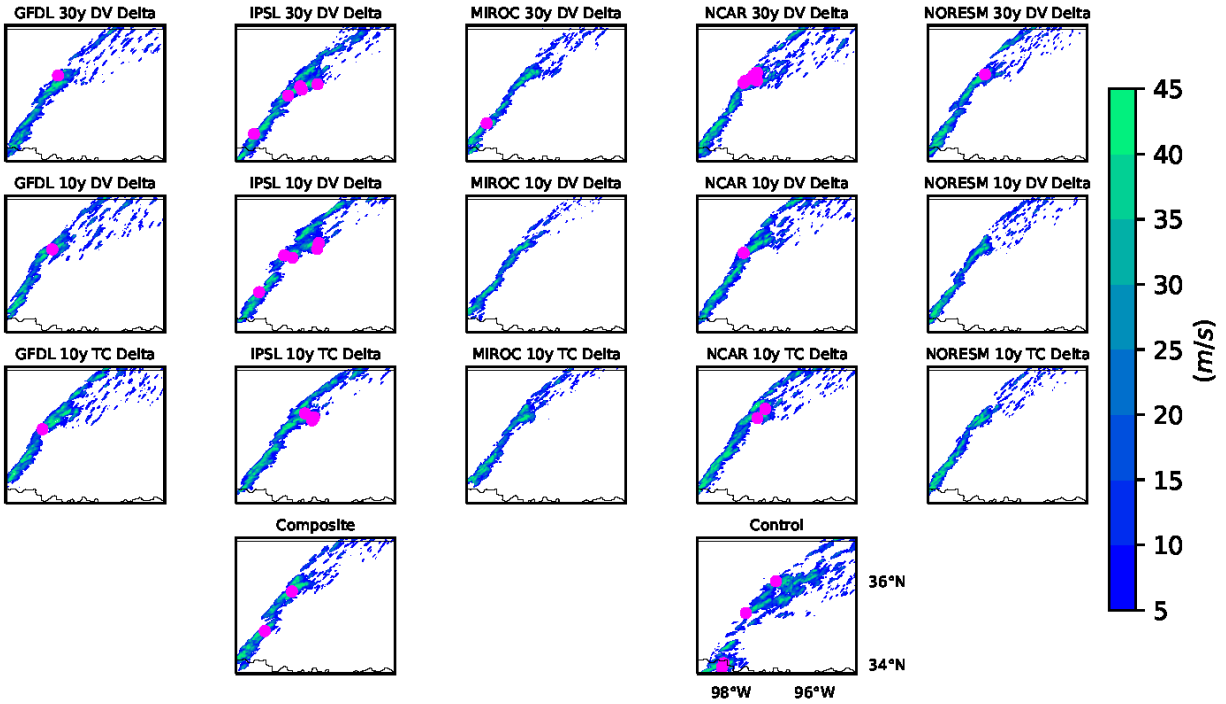 GFDL 30y DV Delta
IPSL 30y DV Delta
MIROC 30y DV Delta
NCAR 30y DV Delta
NORESM 30y DV Delta
GFDL 10y DV Delta
IPSL 10y DV Delta
MIROC 10y DV Delta
NCAR 10y DV Delta
NORESM 10y DV Delta
GFDL 10y TC Delta
IPSL 10y TC Delta
MIROC 10y TC Delta
NCAR 10y TC Delta
NORESM 10y TC Delta
Composite
Control
36°N
34°N
98°W
96°W
45
40
35
30
25
20
15
10
5
(m/s)